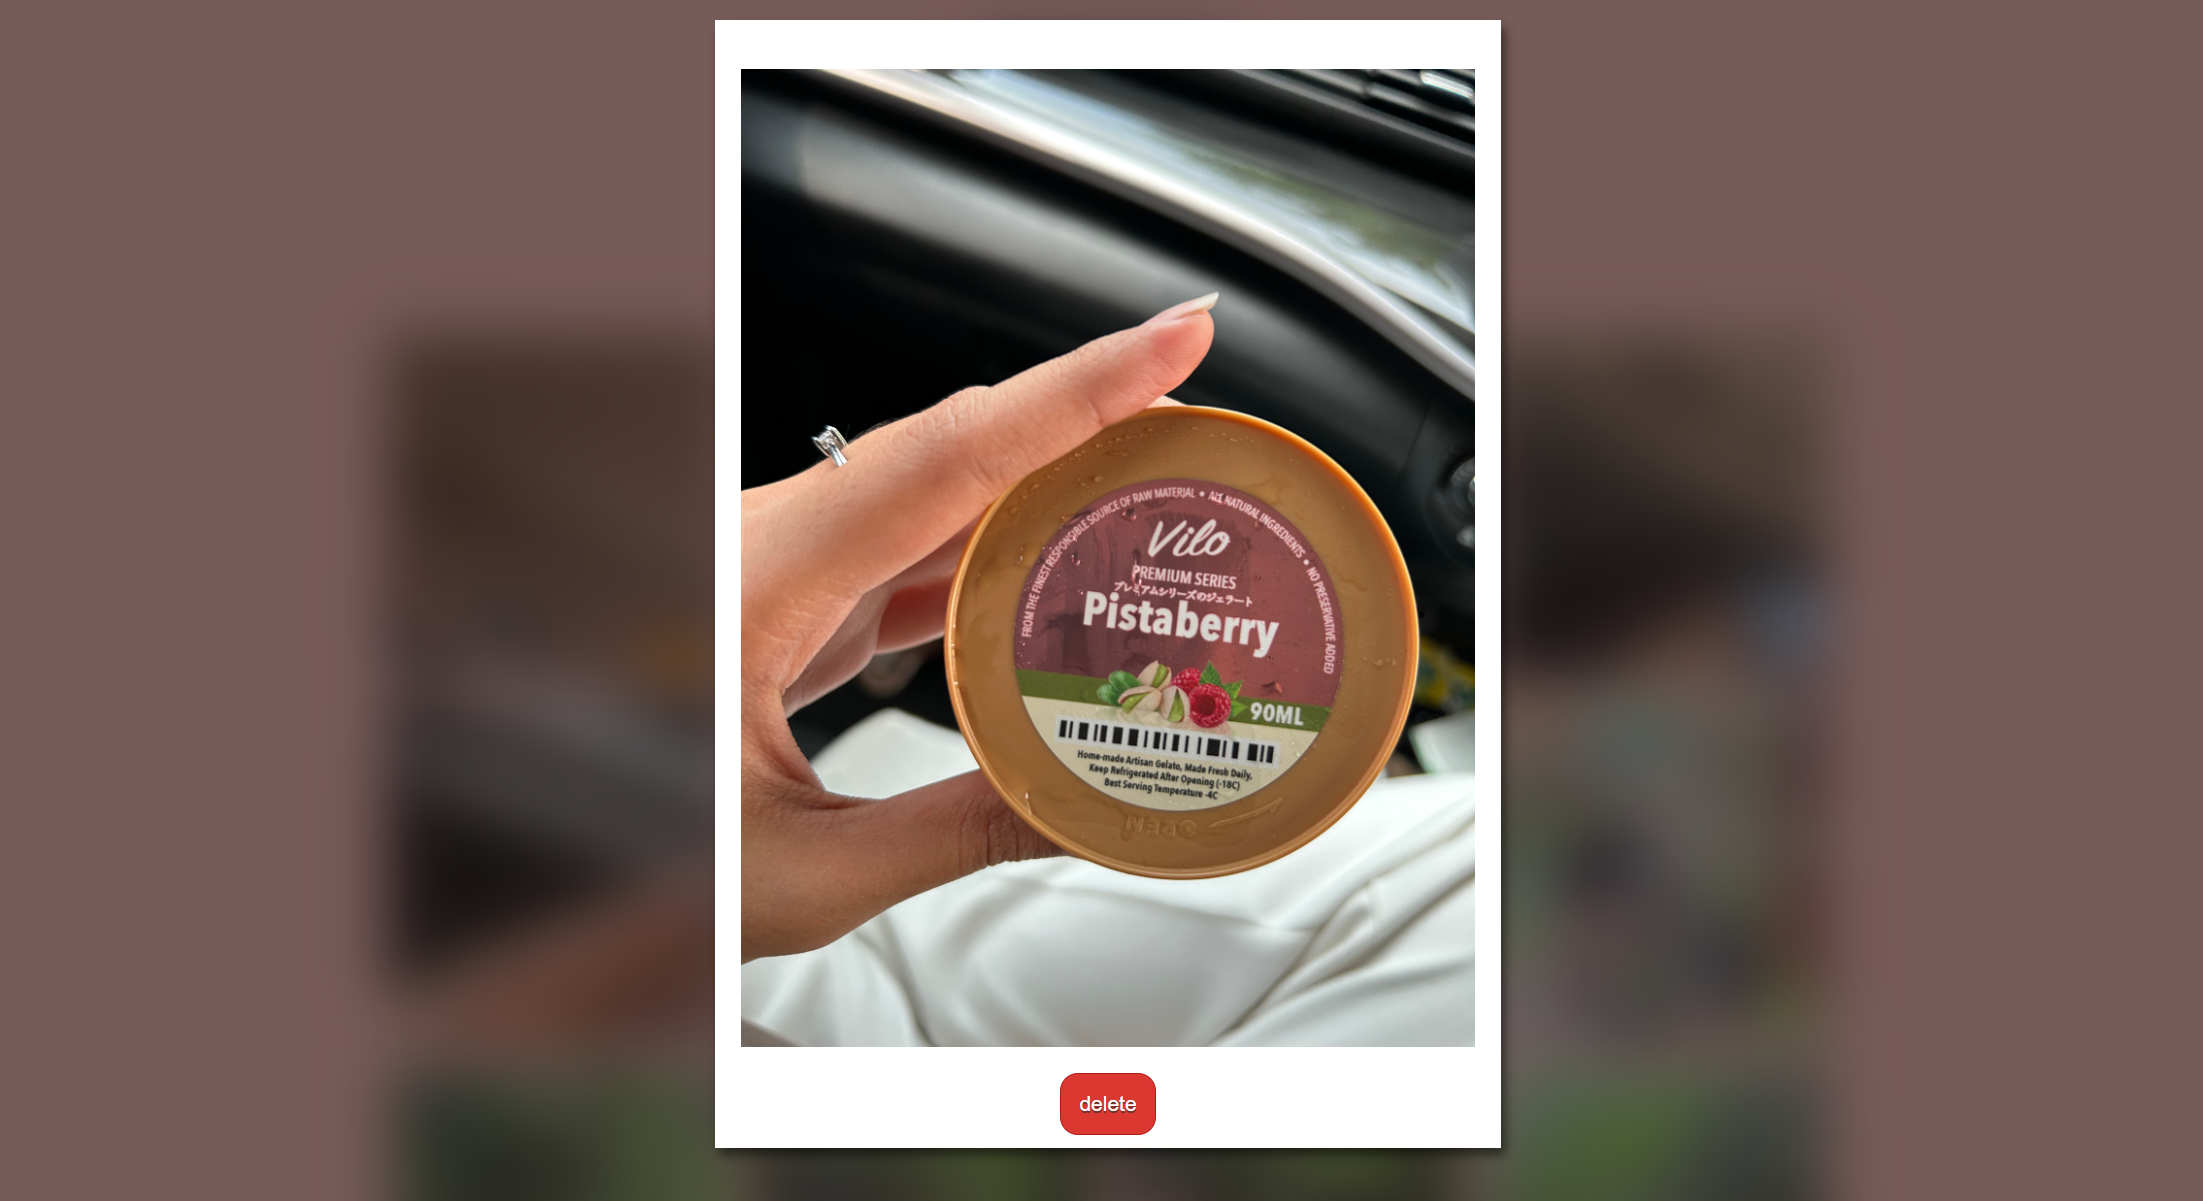 FROM THE FINEST RESPONSIBLE SOURCE OF RAW MATERIAL • ALL NATURAL INGREDIENTS • NO PRESERVATIVE ADDED
Vilo
PREMIUM SERIES
プレミアムシリーズのジェラート
Pistaberry
90ML
Home-made Artisan Gelato, Made Fresh Daily.
Keep Refrigerated After Opening (-18C)
Best Serving Temperature -4C
OPEN
delete